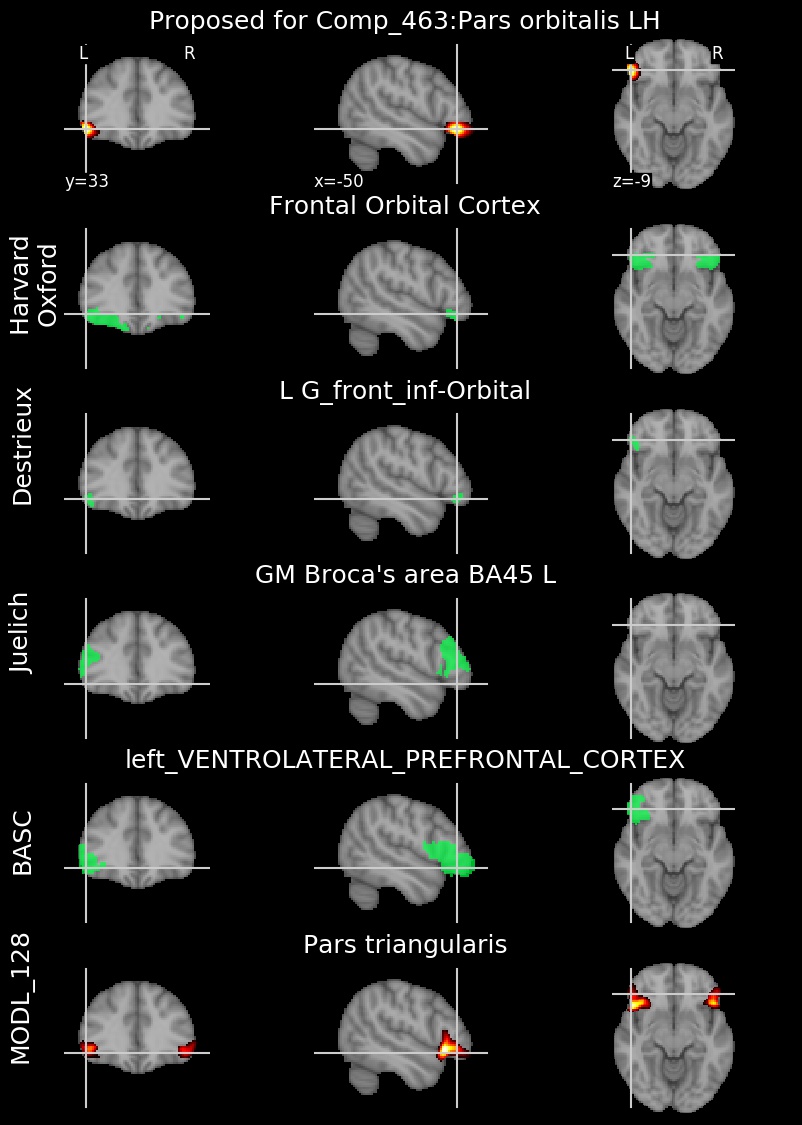 Proposed for Comp_463:Pars orbitalis LH
L R L R
y=33 x=-50 z=-9
Frontal Orbital Cortex
Harvard
Oxford
L G_front_inf-Orbital
Destrieux
GM Broca's area BA45 L
Juelich
left_VENTROLATERAL_PREFRONTAL_CORTEX
BASC
Pars triangularis
MODL_128